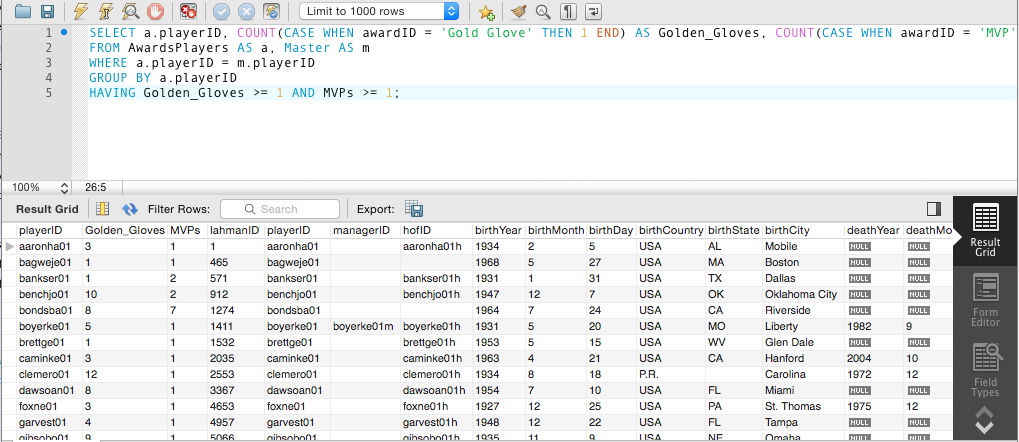 Limit to 1000 rows
1 SELECT a.playerID, COUNT(CASE WHEN awardID = 'Gold Glove' THEN 1 END) AS Golden_Gloves, COUNT(CASE WHEN awardID = 'MVP'
2 FROM AwardsPlayers AS a, Master AS m
3 WHERE a.playerID = m.playerID
4 GROUP BY a.playerID
5 HAVING Golden_Gloves >= 1 AND MVPs >= 1;
100% 26:5
Result Grid Filter Rows: Search Export:
playerID Golden_Gloves MVPs lahmanID playerID managerID hofID birthYear birthMonth birthDay birthCountry birthState birthCity deathYear deathMo
aaronha01 3 1 1 aaronha01 aaronha01h 1934 2 5 USA AL Mobile NULL NULL
bagweje01 1 1 465 bagweje01 1968 5 27 USA MA Boston NULL NULL
bankser01 1 2 571 bankser01 bankser01h 1931 1 31 USA TX Dallas NULL NULL
benchjo01 10 2 912 benchjo01 benchjo01h 1947 12 7 USA OK Oklahoma City NULL NULL
bondsba01 8 7 1274 bondsba01 1964 7 24 USA CA Riverside NULL NULL
boyerke01 5 1 1411 boyerke01 boyerke01m boyerke01h 1931 5 20 USA MO Liberty 1982 9
brettge01 1 1 1532 brettge01 brettge01h 1953 5 15 USA WV Glen Dale NULL NULL
caminke01 3 1 2035 caminke01 caminke01h 1963 4 21 USA CA Hanford 2004 10
clemero01 12 1 2553 clemero01 clemero01h 1934 8 18 P.R. Carolina 1972 12
dawsoan01 8 1 3367 dawsoan01 dawsoan01h 1954 7 10 USA FL Miami NULL NULL
foxne01 3 1 4653 foxne01 foxne01h 1927 12 25 USA PA St. Thomas 1975 12
garvest01 4 1 4957 garvest01 garvest01h 1948 12 22 USA FL Tampa NULL NULL
gibsobo01 9 1 5066 gibsobo01 gibsobo01h 1935 11 9 USA NE Omaha
Result Grid
Form Editor
Field Types